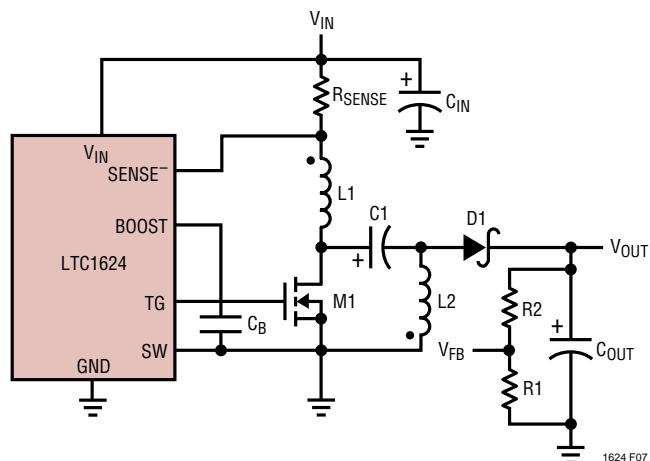 VIN
+
RSENSE
CIN
VIN
SENSE–
L1
BOOST
C1
D1
+
VOUT
LTC1624
TG
M1
L2
R2
+
CB
SW
VFB
COUT
GND
R1
1624 F07